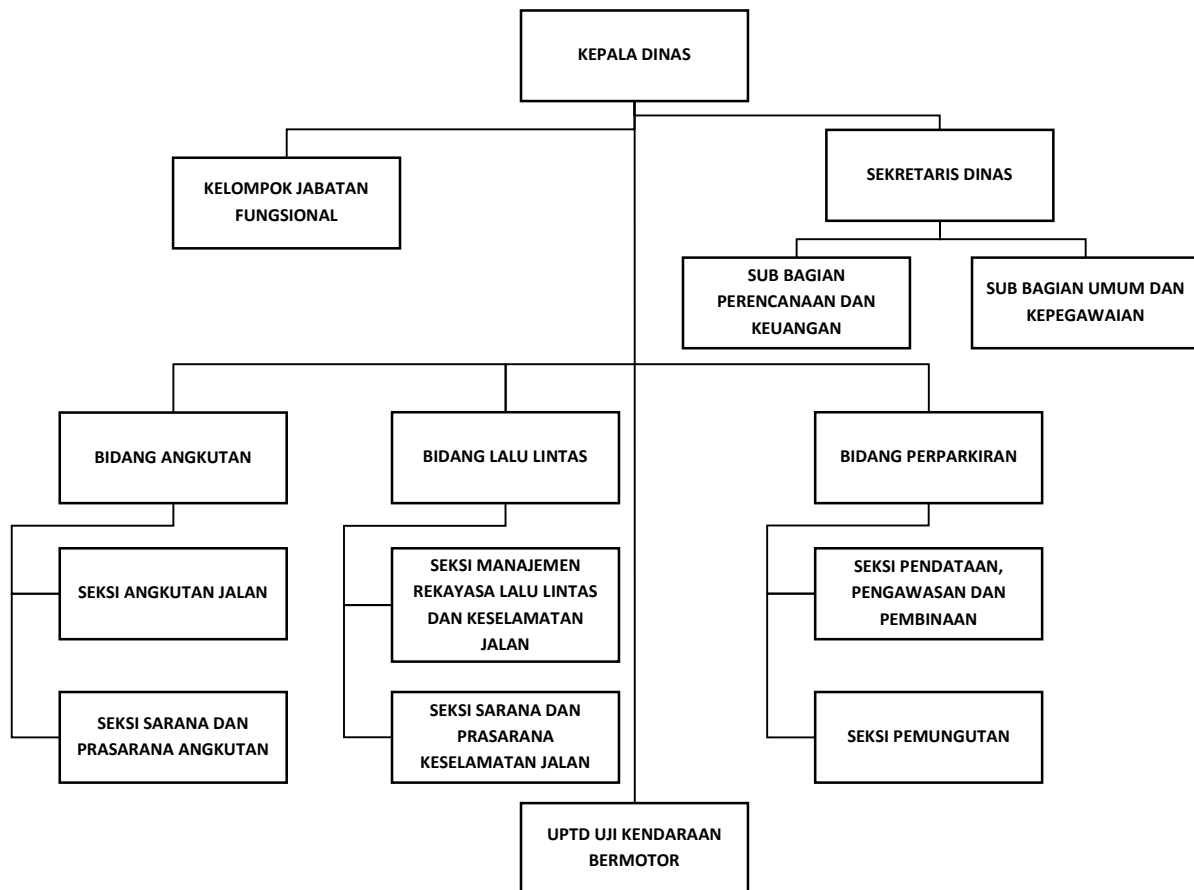 KEPALA DINAS
KELOMPOK JABATAN
FUNGSIONAL
SEKRETARIS DINAS
SUB BAGIAN
PERENCANAAN DAN
KEUANGAN
SUB BAGIAN UMUM DAN
KEPEGAWAIAN
BIDANG ANGKUTAN
BIDANG LALU LINTAS
BIDANG PERPARKIRAN
SEKSI ANGKUTAN JALAN
SEKSI MANAJEMEN
REKAYASA LALU LINTAS
DAN KESELAMATAN
JALAN
SEKSI PENDATAAN,
PENGAWASAN DAN
PEMBINAAN
SEKSI SARANA DAN
PRASARANA ANGKUTAN
SEKSI SARANA DAN
PRASARANA
KESELAMATAN JALAN
SEKSI PEMUNGUTAN
UPTD UJI KENDARAAN
BERMOTOR